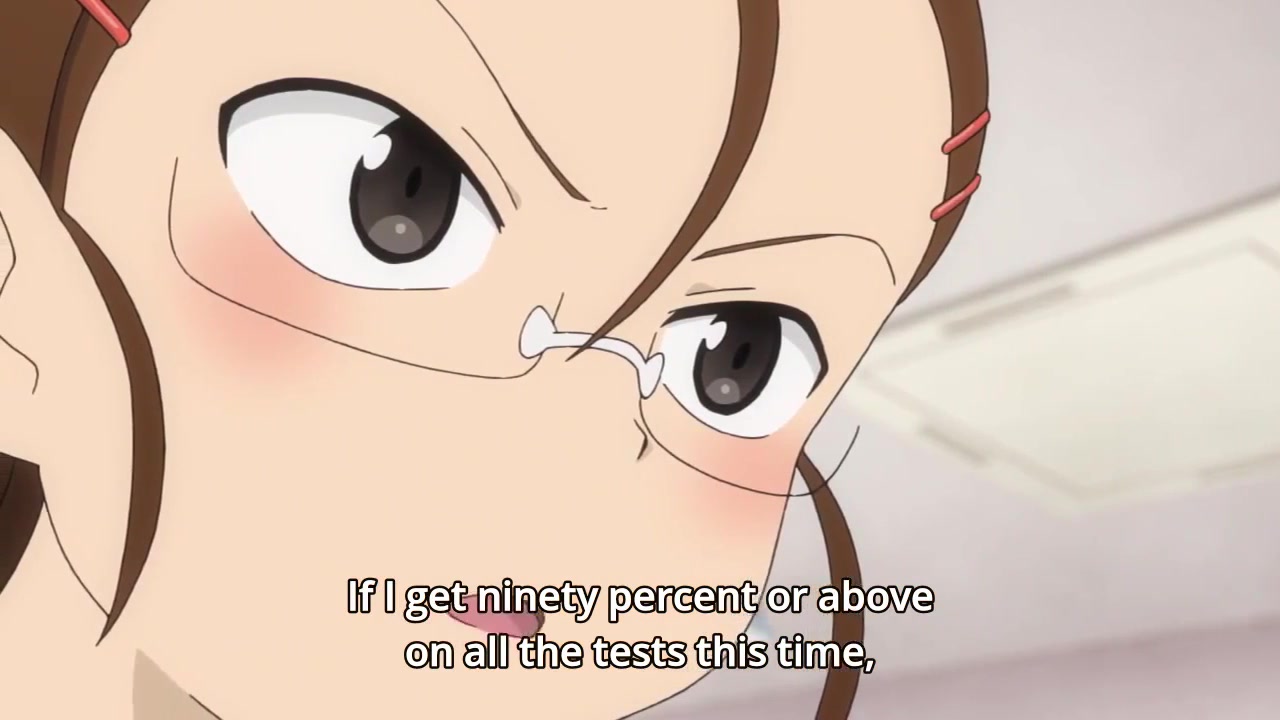 If I get ninety percent or above
on all the tests this time,